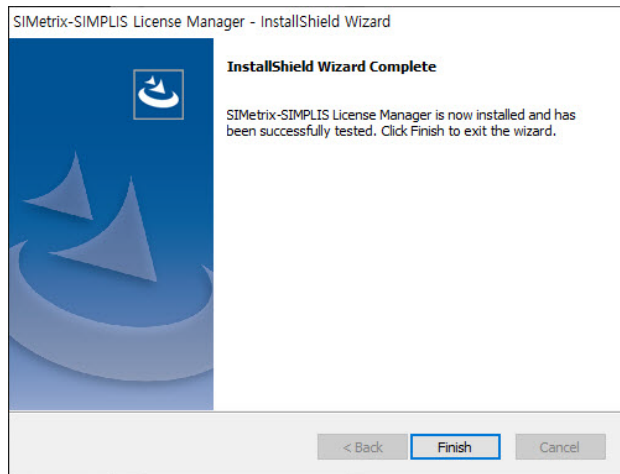 SIMetrix-SIMPLIS License Manager - InstallShield Wizard
InstallShield Wizard Complete
SIMetrix-SIMPLIS License Manager is now installed and has
been successfully tested. Click Finish to exit the wizard.
< Back
Finish
Cancel